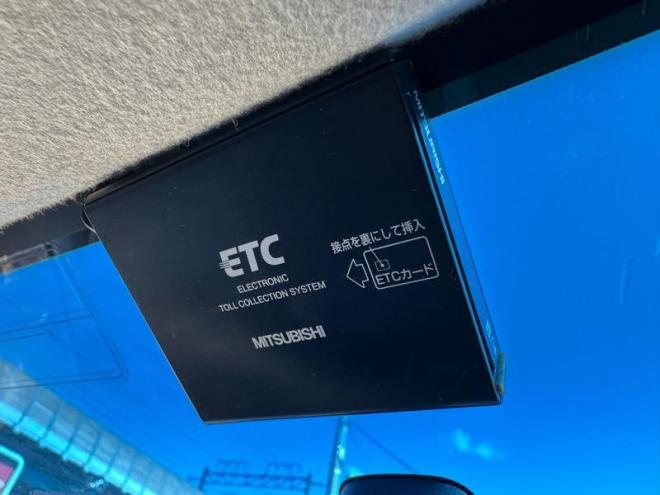 MITSUBISHI
接点を裏にして挿入
ETCカード
ETC
ELECTRONIC
TOLL COLLECTION SYSTEM
MITSUBISHI